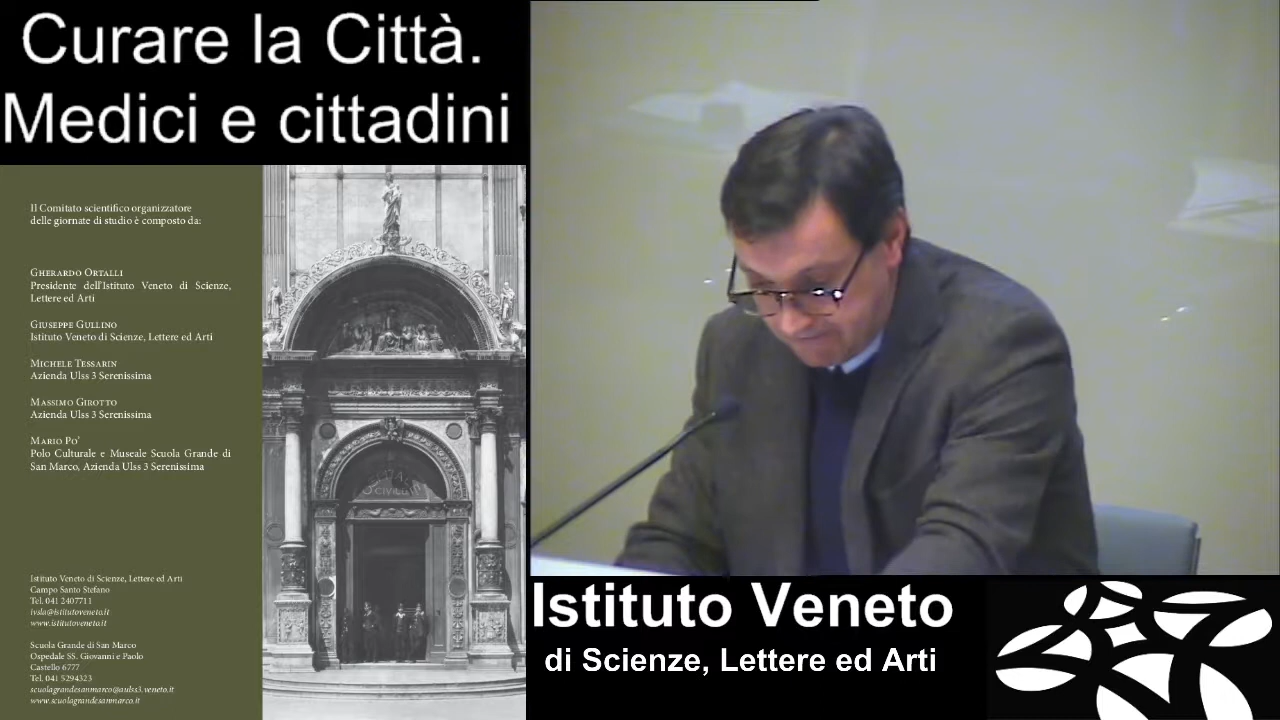 Curare la Città.
Medici e cittadini
Il Comitato scientifico organizzatore
delle giornate di studio è composto da:
Gherardo Ortalli
Presidente dell'Istituto Veneto di Scienze,
Lettere ed Arti
Giuseppe Gullino
Istituto Veneto di Scienze, Lettere ed Arti
Michele Tessarin
Azienda Ulss 3 Serenissima
Massimo Girotto
Azienda Ulss 3 Serenissima
Mario Po'
Polo Culturale e Museale Scuola Grande di
San Marco, Azienda Ulss 3 Serenissima
Istituto Veneto di Scienze, Lettere ed Arti
Campo Santo Stefano
Tel. 041 2407711
ivsla@istitutoveneto.it
www.istitutoveneto.it
Scuola Grande di San Marco
Ospedale SS. Giovanni e Paolo
Castello 6777
Tel. 041 5294323
scuolagrandesanmarco@aulss3.veneto.it
www.scuolagrandesanmarco.it
CIVILE
Istituto Veneto
di Scienze, Lettere ed Arti